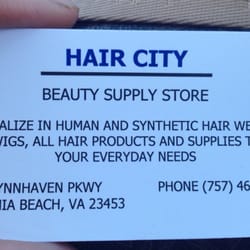 HAIR CITY
BEAUTY SUPPLY STORE
ALIZE IN HUMAN AND SYNTHETIC HAIR WE
WIGS, ALL HAIR PRODUCTS AND SUPPLIES T
YOUR EVERYDAY NEEDS
YNNHAVEN PKWY PHONE (757) 46
IA BEACH, VA 23453